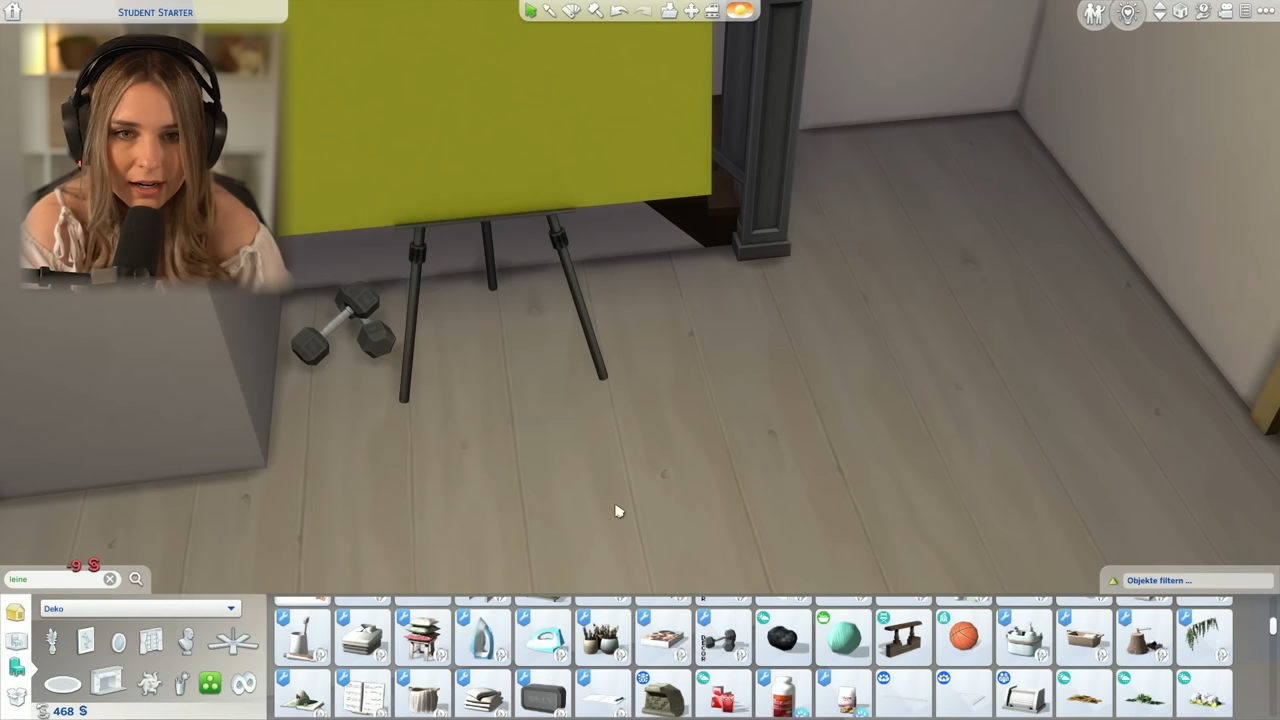 STUDENT STARTER
-9 §
leine
Objekte filtern ...
Deko
468 §